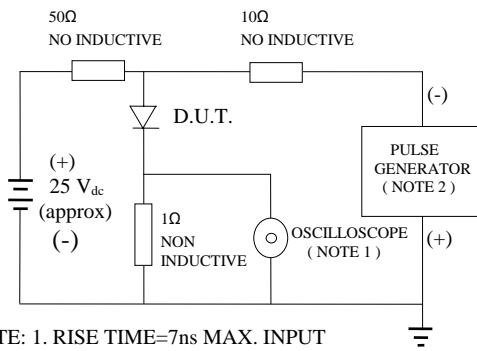 50Ω
NO INDUCTIVE
10Ω
NO INDUCTIVE
(-)
D.U.T.
PULSE
GENERATOR
( NOTE 2 )
(+)
25 Vdc
(approx)
(-)
1Ω
NON
INDUCTIVE
OSCILLOSCOPE
( NOTE 1 )
(+)
TE: 1. RISE TIME=7ns MAX. INPUT